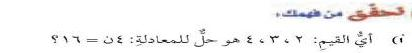 تحقق من فهمك:
أ) أيُّ القيم: ٢ ، ٣ ، ٤ هو حلٌّ للمعادلة: ٤ن = ١٦؟